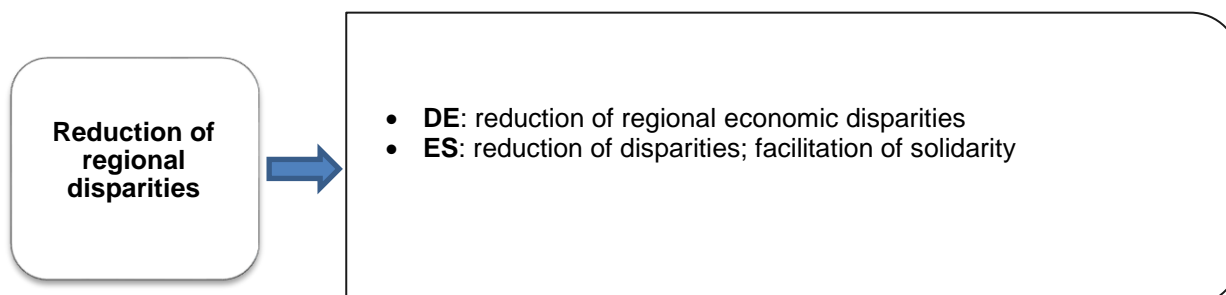 Reduction of
regional
disparities
• DE: reduction of regional economic disparities
• ES: reduction of disparities; facilitation of solidarity